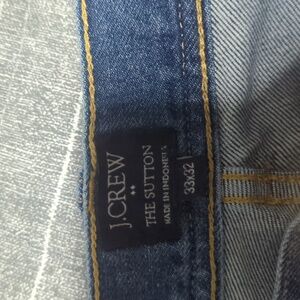 J.CREW
THE SUTTON
MADE IN INDONESIA
33X32